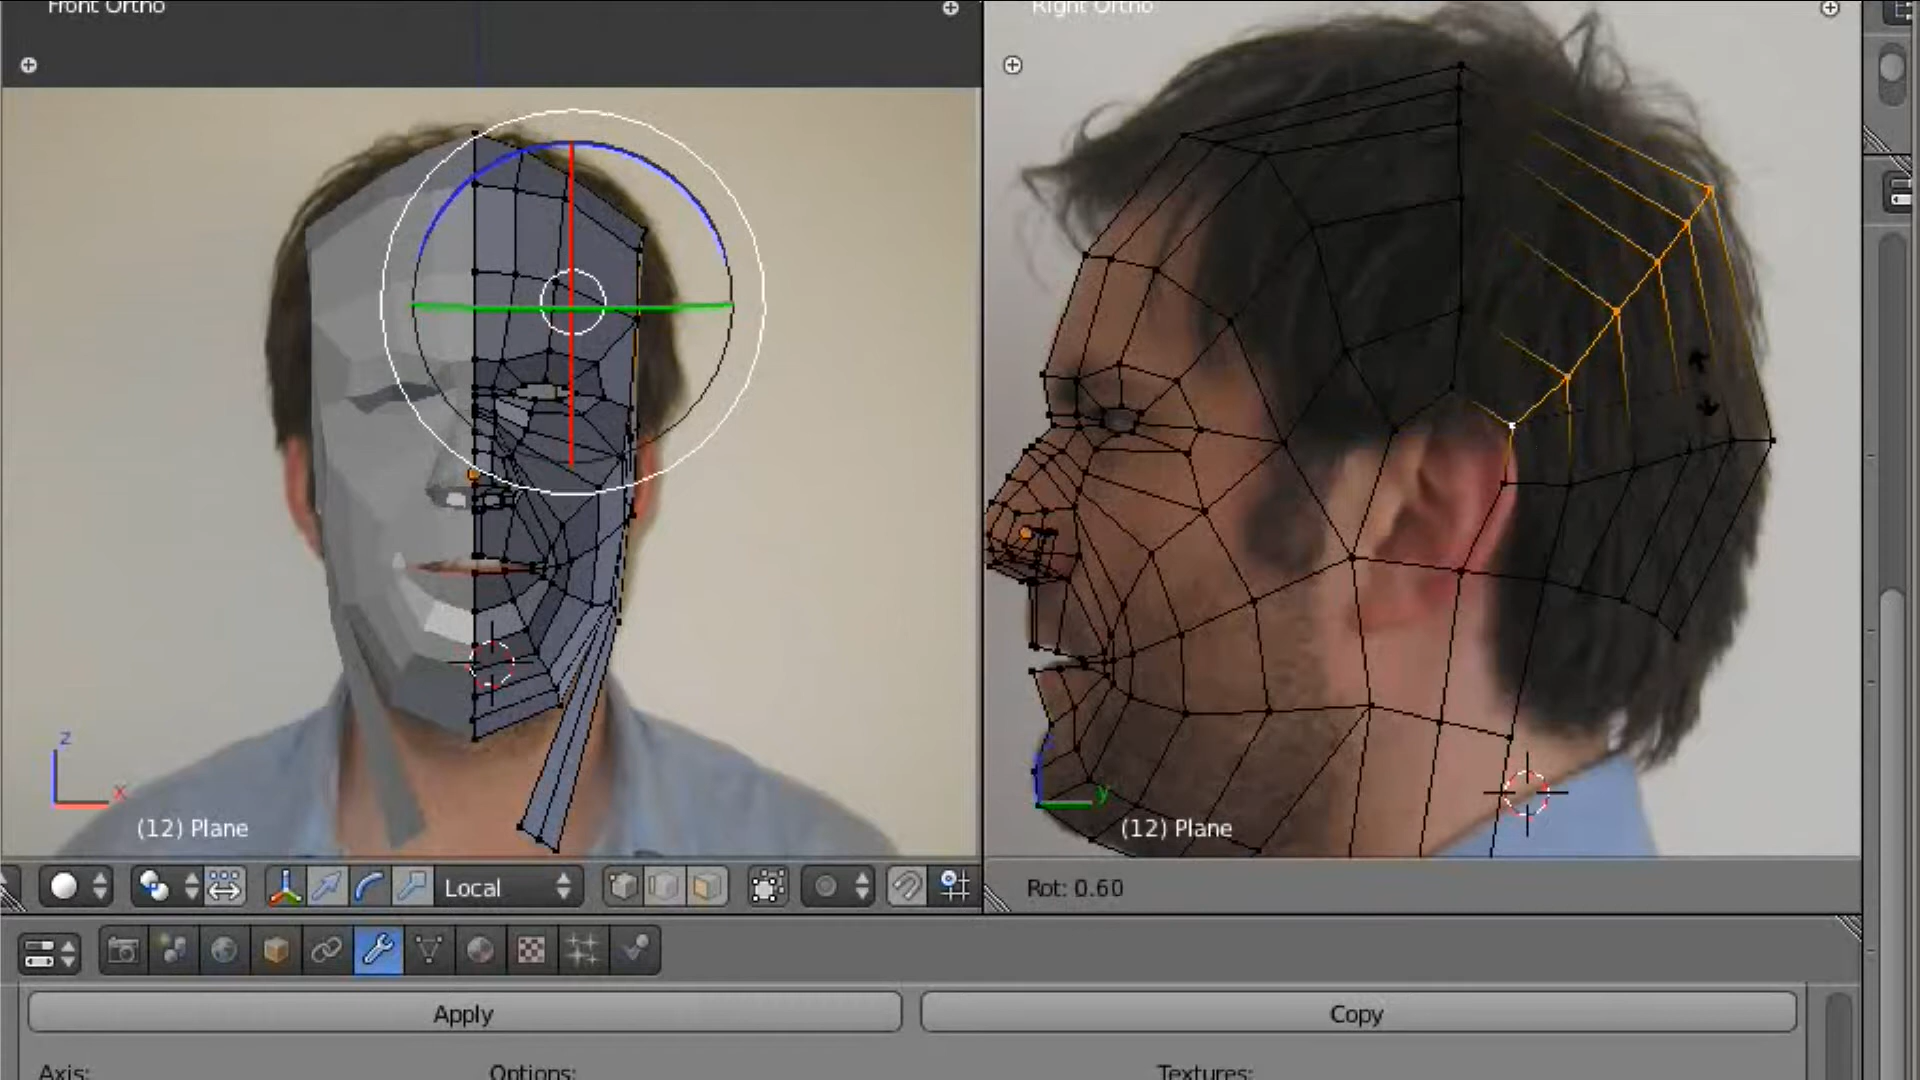 Front Ortho
Right Ortho
z
x
(12) Plane
y
(12) Plane
Local
Rot: 0.60
Apply
Copy
Axis:
Options:
Textures: